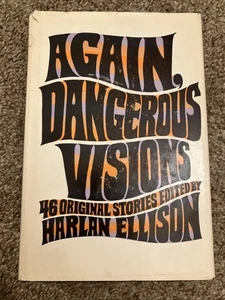 AGAIN,
DANGEROUS
VISIONS
46 ORIGINAL STORIES EDITED BY
HARLAN ELLISON